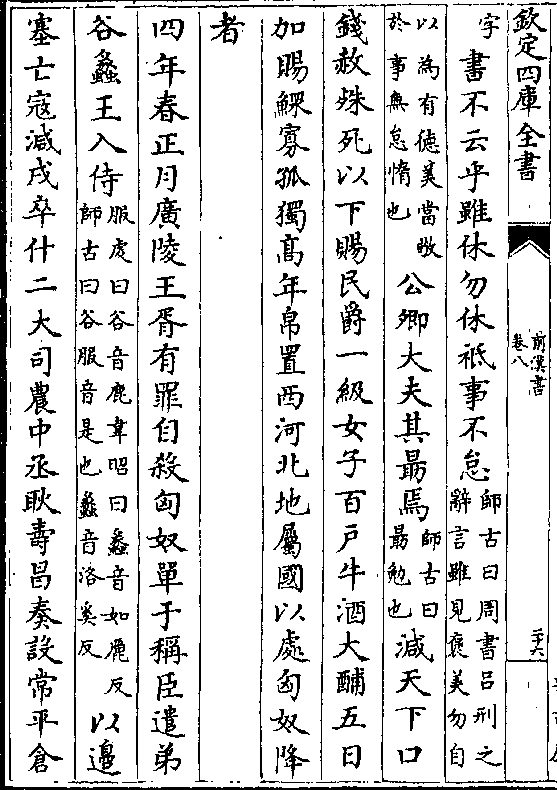 欽定四庫全書
前漢書
卷八
三十六
字書不云乎雖休勿休祗事不怠師古曰周書呂刑之
辭言雖見褒美勿自
以為有德美當敬
於事無怠惰也公卿大夫其勗焉師古曰
勗勉也減天下口
錢赦殊死以下賜民爵一級女子百戶牛酒大酺五日
加賜鰥寡孤獨高年帛置西河北地屬國以處匈奴降
者
四年春正月廣陵王胥有罪自殺匈奴單于稱臣遣弟
谷蠡王入侍服虔曰谷音鹿韋昭曰蠡音如麗反
師古曰谷服音是也蠡音洛奚反以邊
塞亡寇減戍卒什二大司農中丞耿壽昌奏設常平倉